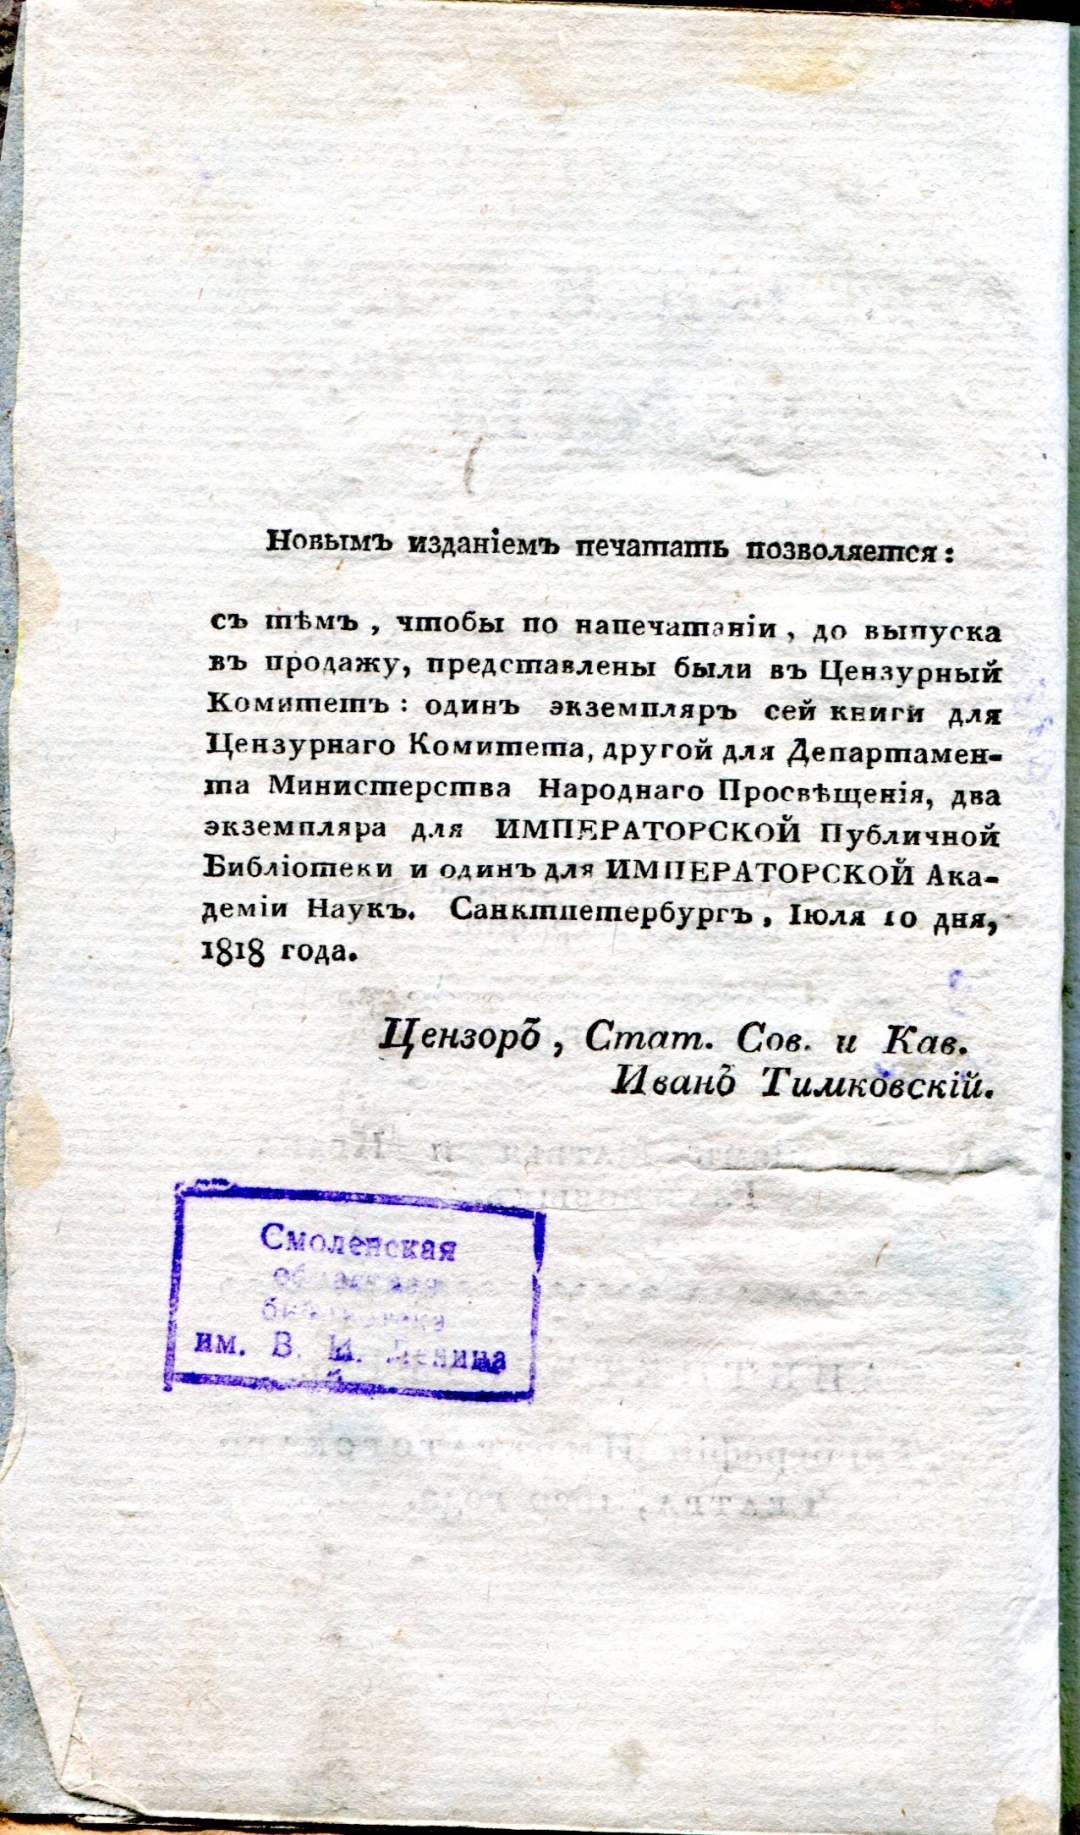 Новымъ изданіемъ печатать позволяется:
съ тѣмъ, чтобы по напечатаніи, до выпуска
въ продажу, представлены были въ Цензурный
Комитетъ: одинъ экземпляръ сей книги для
Цензурнаго Комитета, другой для Департамен-
та Министерства Народнаго Просвѣщенія, два
экземпляра для ИМПЕРАТОРСКОЙ Публичной
Библіотеки и одинъ для ИМПЕРАТОРСКОЙ Ака-
деміи Наукъ. Санктпетербургъ, Іюля 10 дня,
1818 года.
Цензоръ, Стат. Сов. и Кав.
Иванъ Тимковскій.
Смоленская
областная
библиотека
им. В. И. Ленина